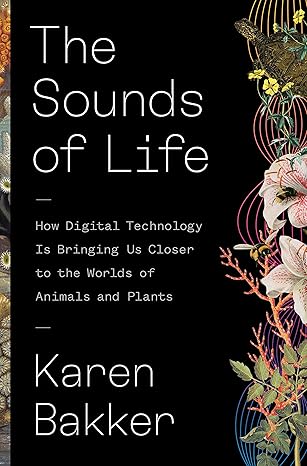 The
Sounds
of Life
—
How Digital Technology
Is Bringing Us Closer
to the Worlds of
Animals and Plants
—
Karen
Bakker